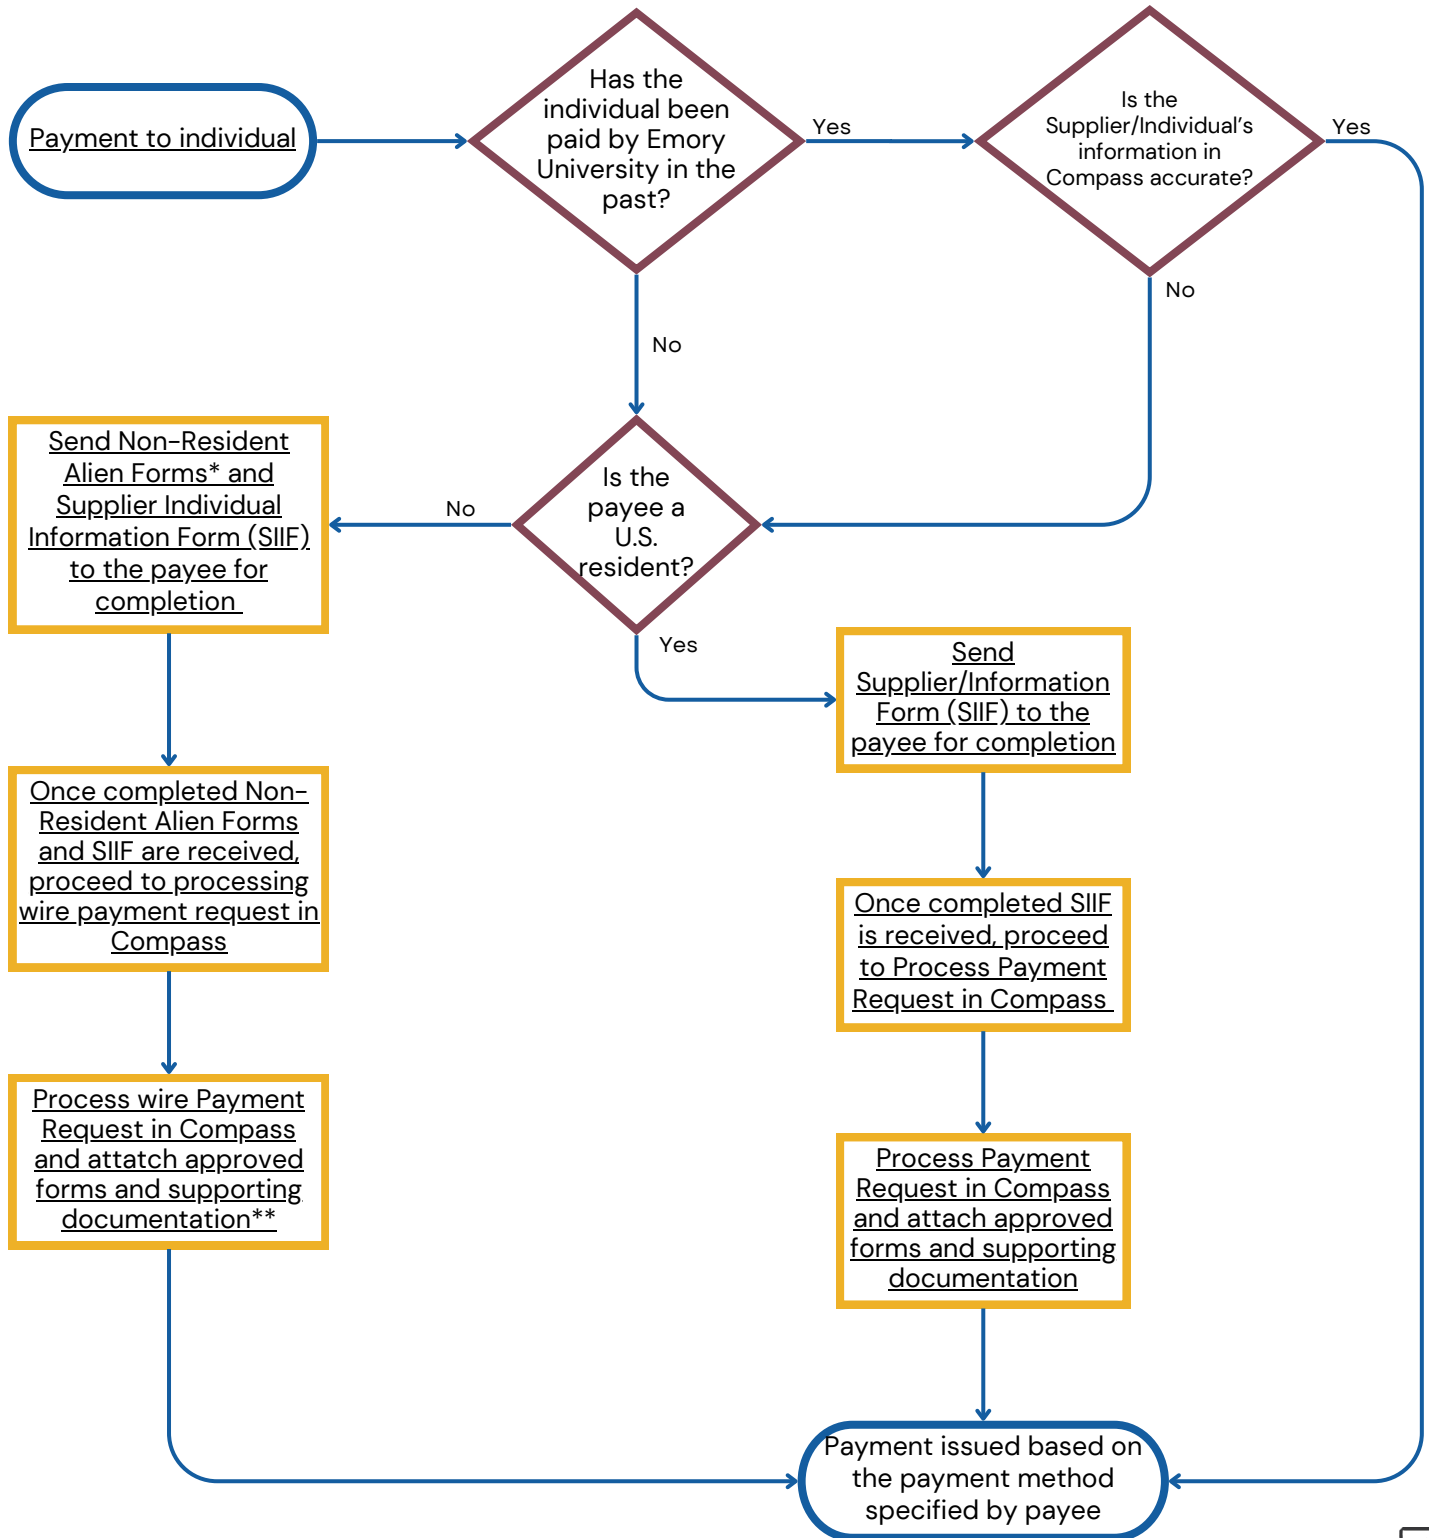 Payment to individual
Has the
individual been
paid by Emory
University in the
past?
Yes
Is the
Supplier/Individual's
information in
Compass accurate?
Yes
No
No
Is the
payee a
U.S.
resident?
No
Yes
Send Non-Resident
Alien Forms* and
Supplier Individual
Information Form (SIIF)
to the payee for
completion
Once completed Non-
Resident Alien Forms
and SIIF are received,
proceed to processing
wire payment request in
Compass
Process wire Payment
Request in Compass
and attatch approved
forms and supporting
documentation**
Send
Supplier/Information
Form (SIIF) to the
payee for completion
Once completed SIIF
is received, proceed
to Process Payment
Request in Compass
Process Payment
Request in Compass
and attach approved
forms and supporting
documentation
Payment issued based on
the payment method
specified by payee